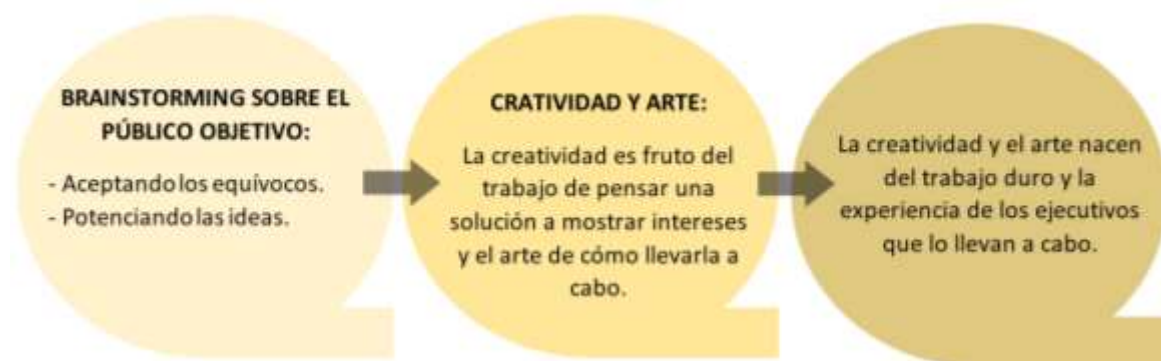 BRAINSTORMING SOBRE EL
PÚBLICO OBJETIVO:
- Aceptando los equívocos.
- Potenciando las ideas.
CRATIVIDAD Y ARTE:
La creatividad es fruto del
trabajo de pensar una
solución a mostrar intereses
y el arte de cómo llevarla a
cabo.
La creatividad y el arte nacen
del trabajo duro y la
experiencia de los ejecutivos
que lo llevan a cabo.